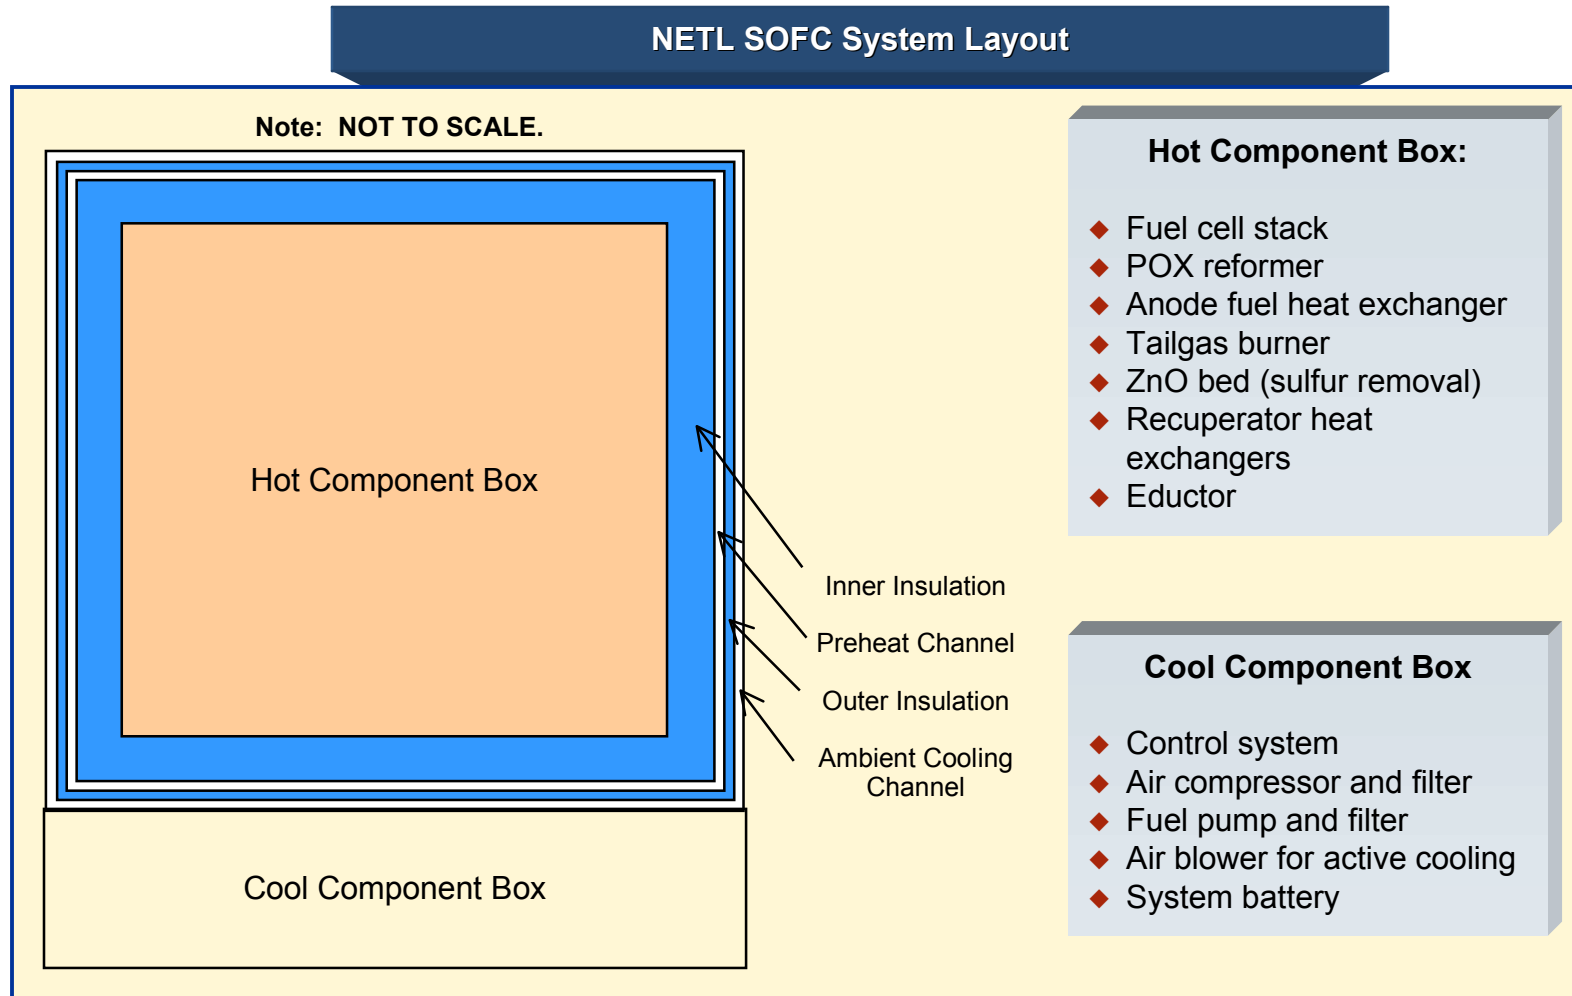 NETL SOFC System Layout
Note:  NOT TO SCALE.
Hot Component Box
Inner Insulation
Preheat Channel
Outer Insulation
Ambient Cooling
Channel
Cool Component Box
Hot Component Box:
Fuel cell stack
POX reformer
Anode fuel heat exchanger
Tailgas burner
ZnO bed (sulfur removal)
Recuperator heat
exchangers
Eductor
Cool Component Box
Control system
Air compressor and filter
Fuel pump and filter
Air blower for active cooling
System battery